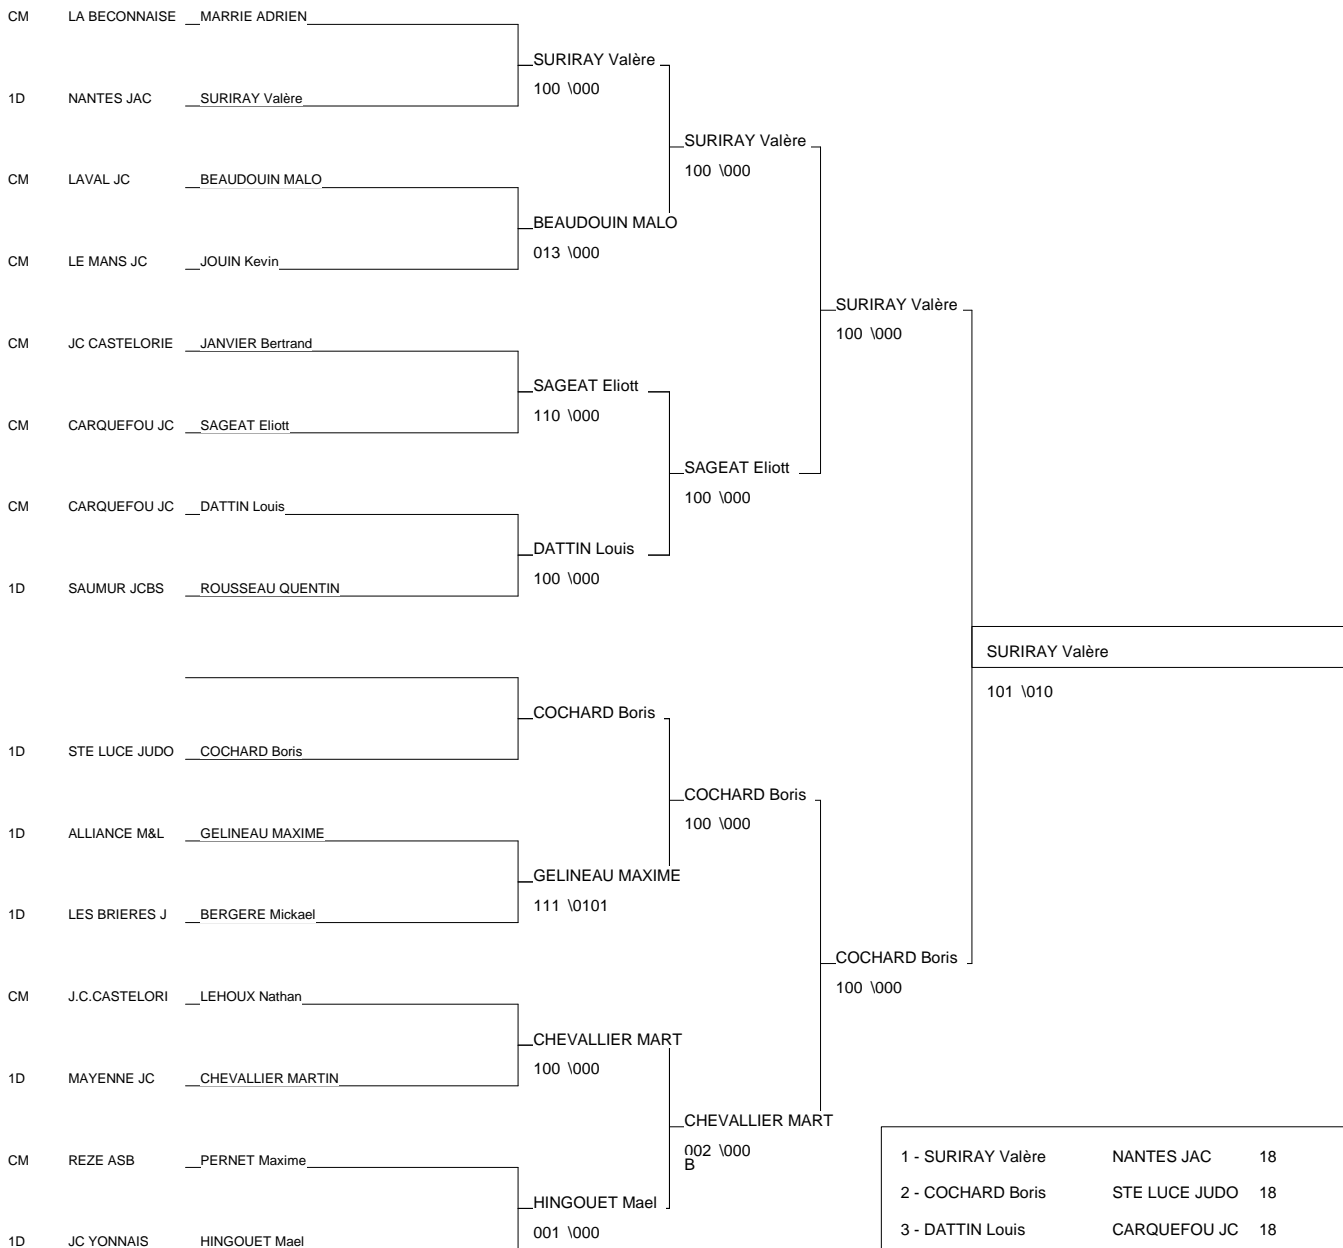 CM LA BECONNAISE MARRIE ADRIEN
SURIRAY Valère
100 \000
1D NANTES JAC SURIRAY Valère
SURIRAY Valère
100 \000
CM LAVAL JC BEAUDOUIN MALO
BEAUDOUIN MALO
013 \000
CM LE MANS JC JOUIN Kevin
SURIRAY Valère
100 \000
CM JC CASTELORIE JANVIER Bertrand
SAGEAT Eliott
110 \000
CM CARQUEFOU JC SAGEAT Eliott
SAGEAT Eliott
100 \000
CM CARQUEFOU JC DATTIN Louis
DATTIN Louis
100 \000
1D SAUMUR JCBS ROUSSEAU QUENTIN
SURIRAY Valère
101 \010
COCHARD Boris
1D STE LUCE JUDO COCHARD Boris
COCHARD Boris
100 \000
1D ALLIANCE M&L GELINEAU MAXIME
GELINEAU MAXIME
111 \0101
1D LES BRIERES J BERGERE Mickael
COCHARD Boris
100 \000
CM J.C.CASTELORI LEHOUX Nathan
CHEVALLIER MART
100 \000
1D MAYENNE JC CHEVALLIER MARTIN
CHEVALLIER MART
002 \000
B
CM REZE ASB PERNET Maxime
HINGOUET Mael
001 \000
1D JC YONNAIS HINGOUET Mael
1 - SURIRAY Valère NANTES JAC 18
2 - COCHARD Boris STE LUCE JUDO 18
3 - DATTIN Louis CARQUEFOU JC 18